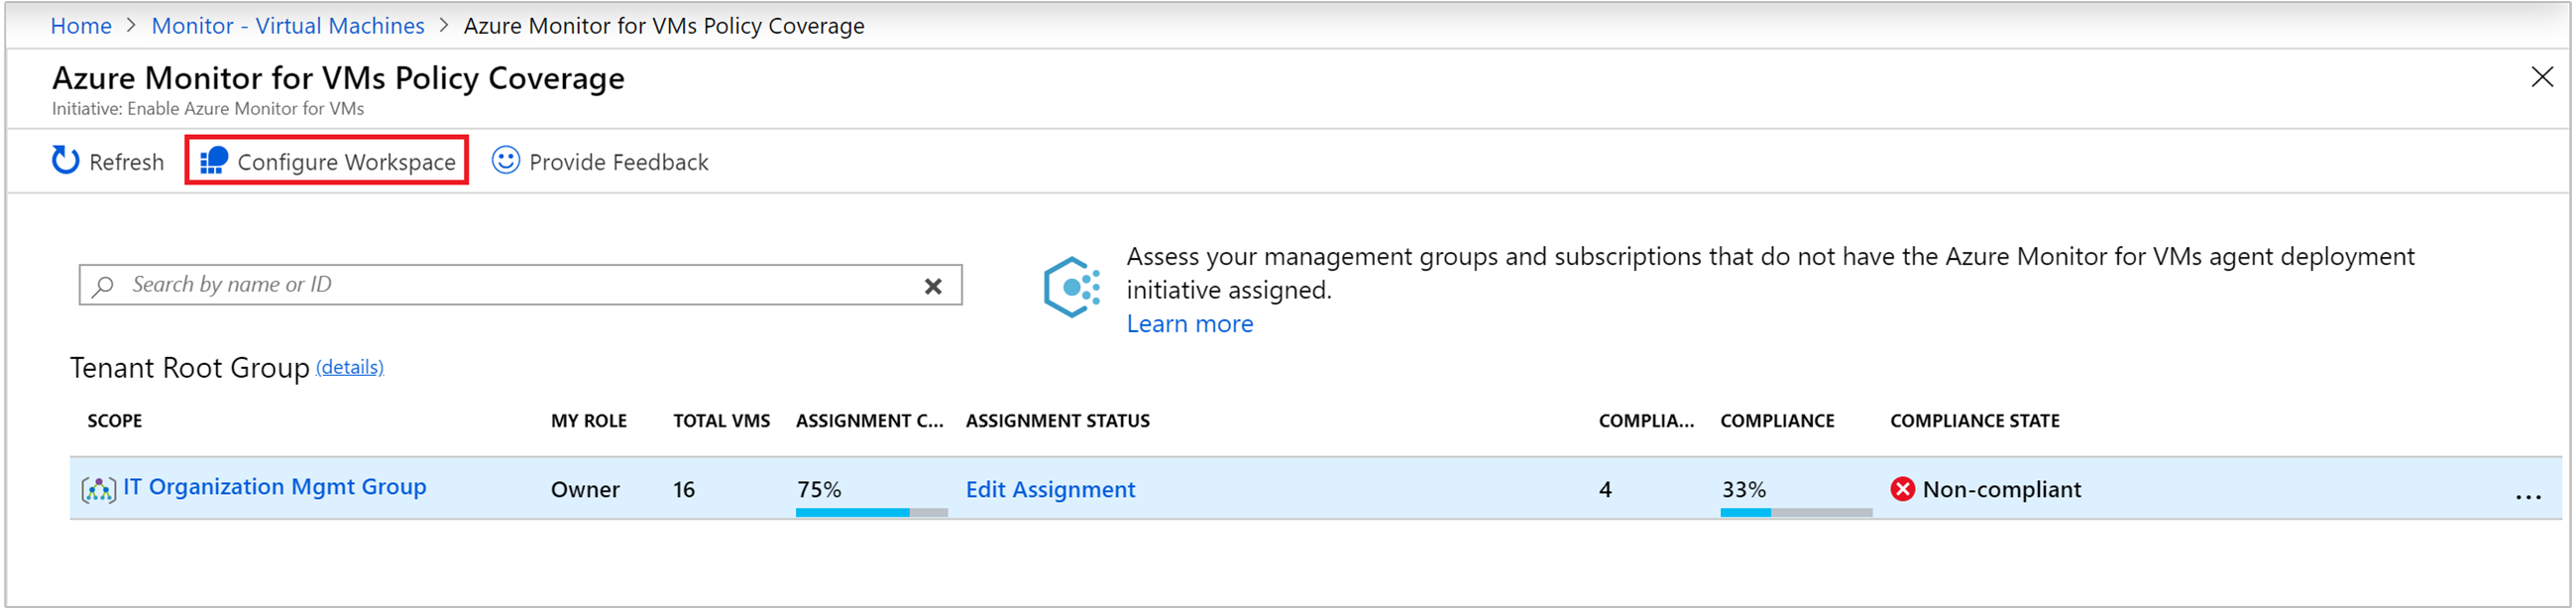 Home > Monitor - Virtual Machines > Azure Monitor for VMs Policy Coverage
Azure Monitor for VMs Policy Coverage
Initiative: Enable Azure Monitor for VMs
Refresh Configure Workspace Provide Feedback
Search by name or ID
Assess your management groups and subscriptions that do not have the Azure Monitor for VMs agent deployment
initiative assigned.
Learn more
Tenant Root Group (details)
SCOPE MY ROLE TOTAL VMS ASSIGNMENT C... ASSIGNMENT STATUS COMPLIA... COMPLIANCE COMPLIANCE STATE
IT Organization Mgmt Group Owner 16 75% Edit Assignment 4 33% Non-compliant ...